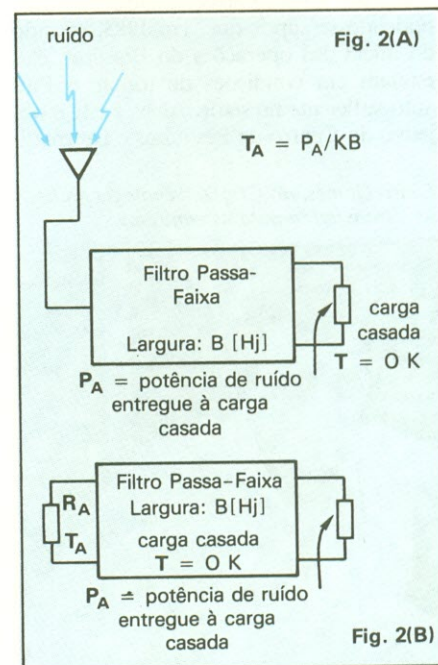 ruído
Fig. 2(A)
T_A = P_A/KB
Filtro Passa-
Faixa
Largura: B [Hj]
carga
casada
T = O K
P_A = potência de ruído
entregue à carga
casada
Filtro Passa-Faixa
Largura: B[Hj]
R_A
T_A
carga casada
T = O K
P_A = potência de ruído
entregue à carga
casada
Fig. 2(B)